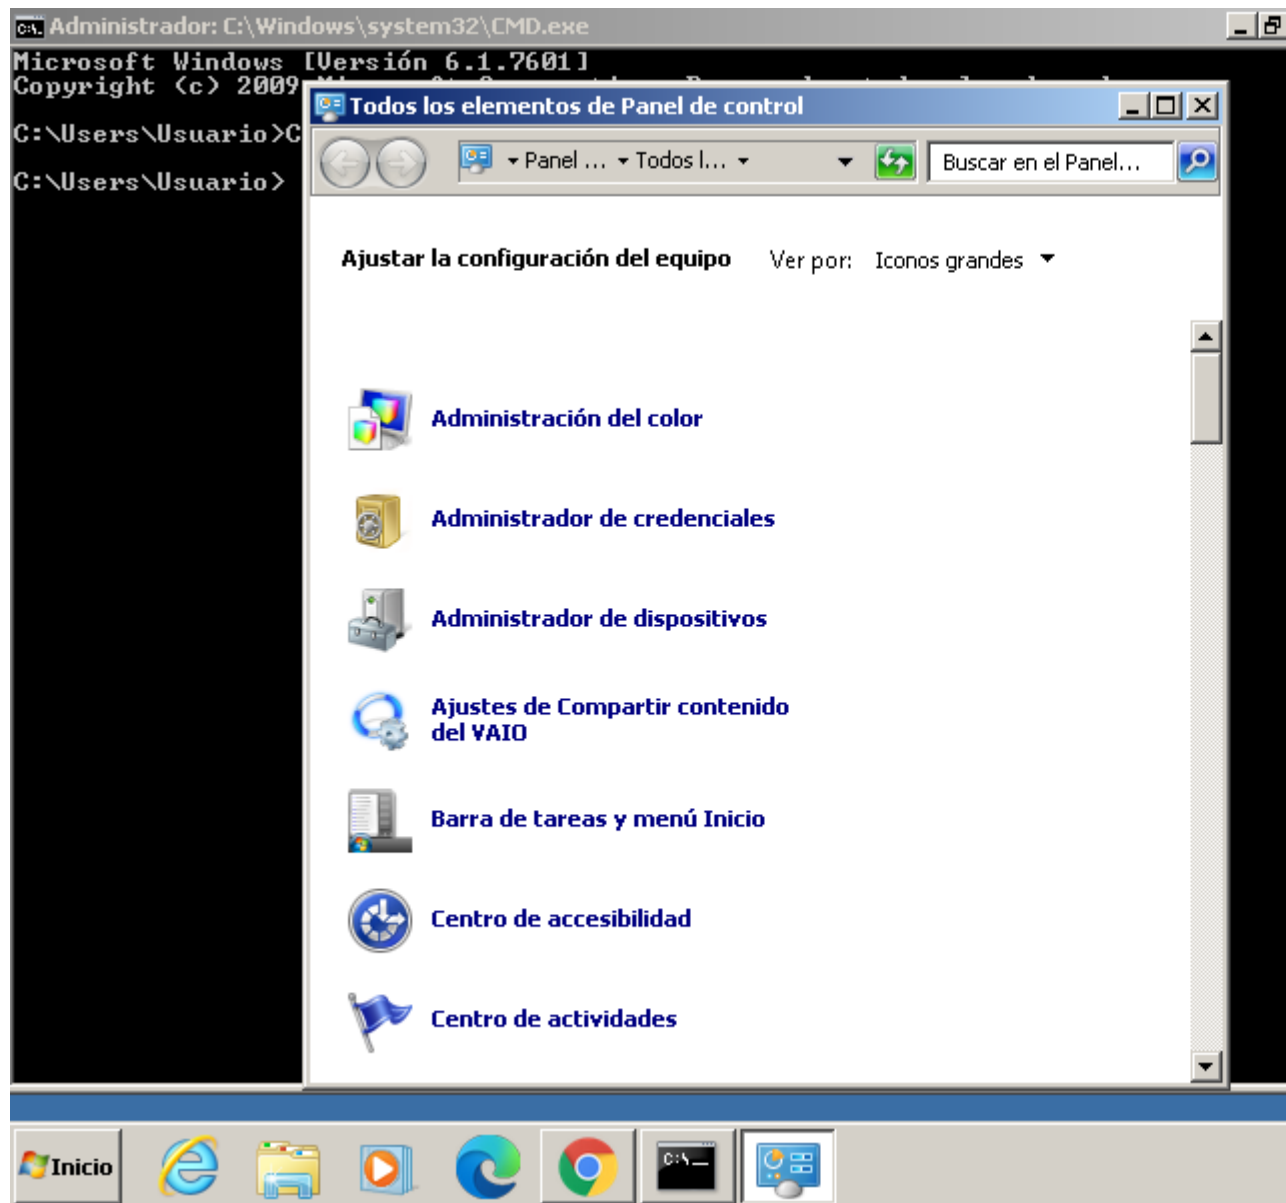 Administrador: C:\Windows\system32\CMD.exe
Microsoft Windows [Versión 6.1.7601]
Copyright (c) 2009
Todos los elementos de Panel de control
C:\Users\Usuario>C
Panel ... Todos l... Buscar en el Panel...
C:\Users\Usuario>
Ajustar la configuración del equipo Ver por: Iconos grandes
Administración del color
Administrador de credenciales
Administrador de dispositivos
Ajustes de Compartir contenido
del VAIO
Barra de tareas y menú Inicio
Centro de accesibilidad
Centro de actividades
Inicio
C:\_